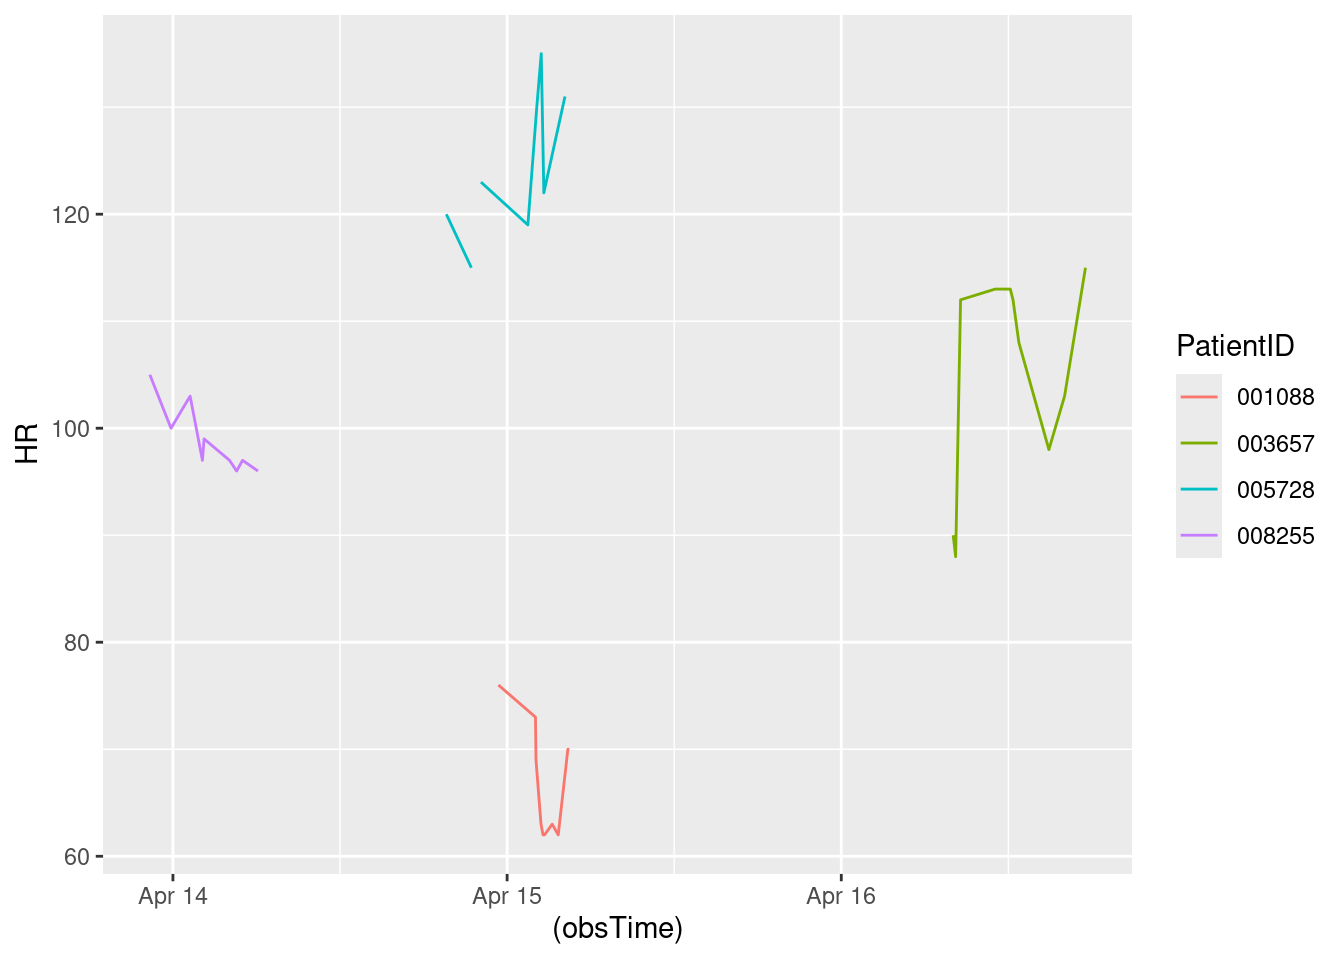 HR
120
100
80
60
Apr 14
Apr 15
Apr 16
(obsTime)
PatientID
001088
003657
005728
008255